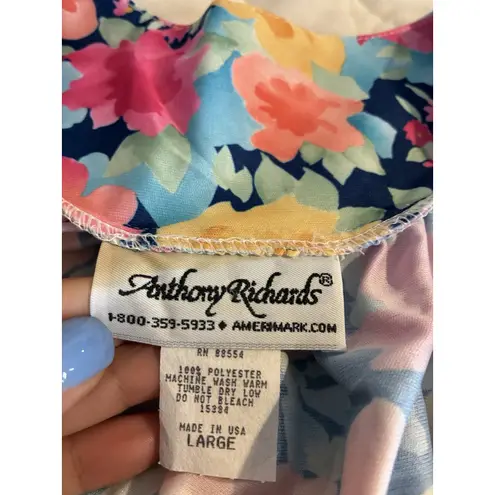 Anthony Richards®
1-800-359-5933 ♦ AMERIMARK.COM
RN 88554
100% POLYESTER
MACHINE WASH WARM
TUMBLE DRY LOW
DO NOT BLEACH
15384
MADE IN USA
LARGE